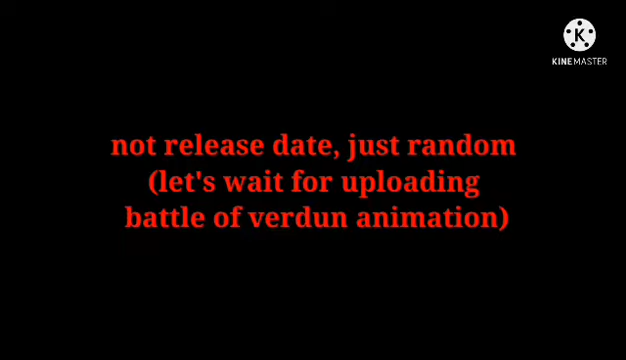 K
KINEMASTER
not release date, just random
(let's wait for uploading
battle of verdun animation)